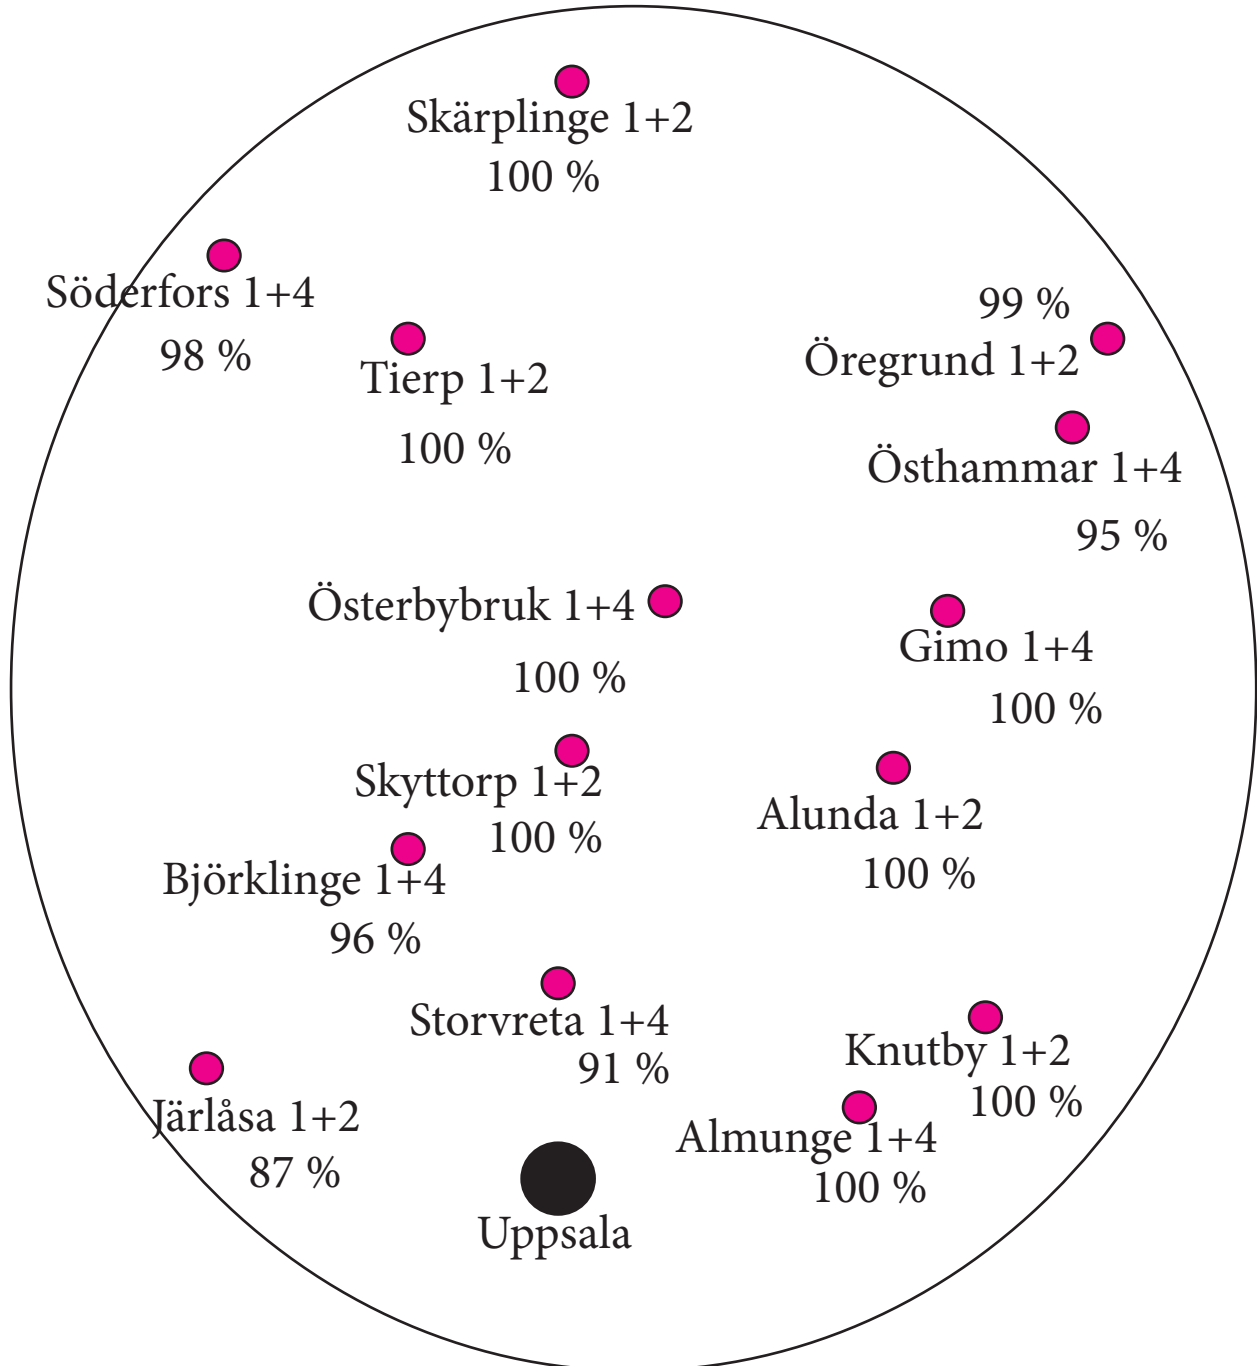 Skärplinge 1+2
100 %
Söderfors 1+4
98 %
Tierp 1+2
100 %
99 %
Öregrund 1+2
Östhammar 1+4
95 %
Österbybruk 1+4
100 %
Gimo 1+4
100 %
Skyttorp 1+2
100 %
Alunda 1+2
100 %
Björklinge 1+4
96 %
Storvreta 1+4
91 %
Knutby 1+2
100 %
Järlåsa 1+2
87 %
Almunge 1+4
100 %
Uppsala